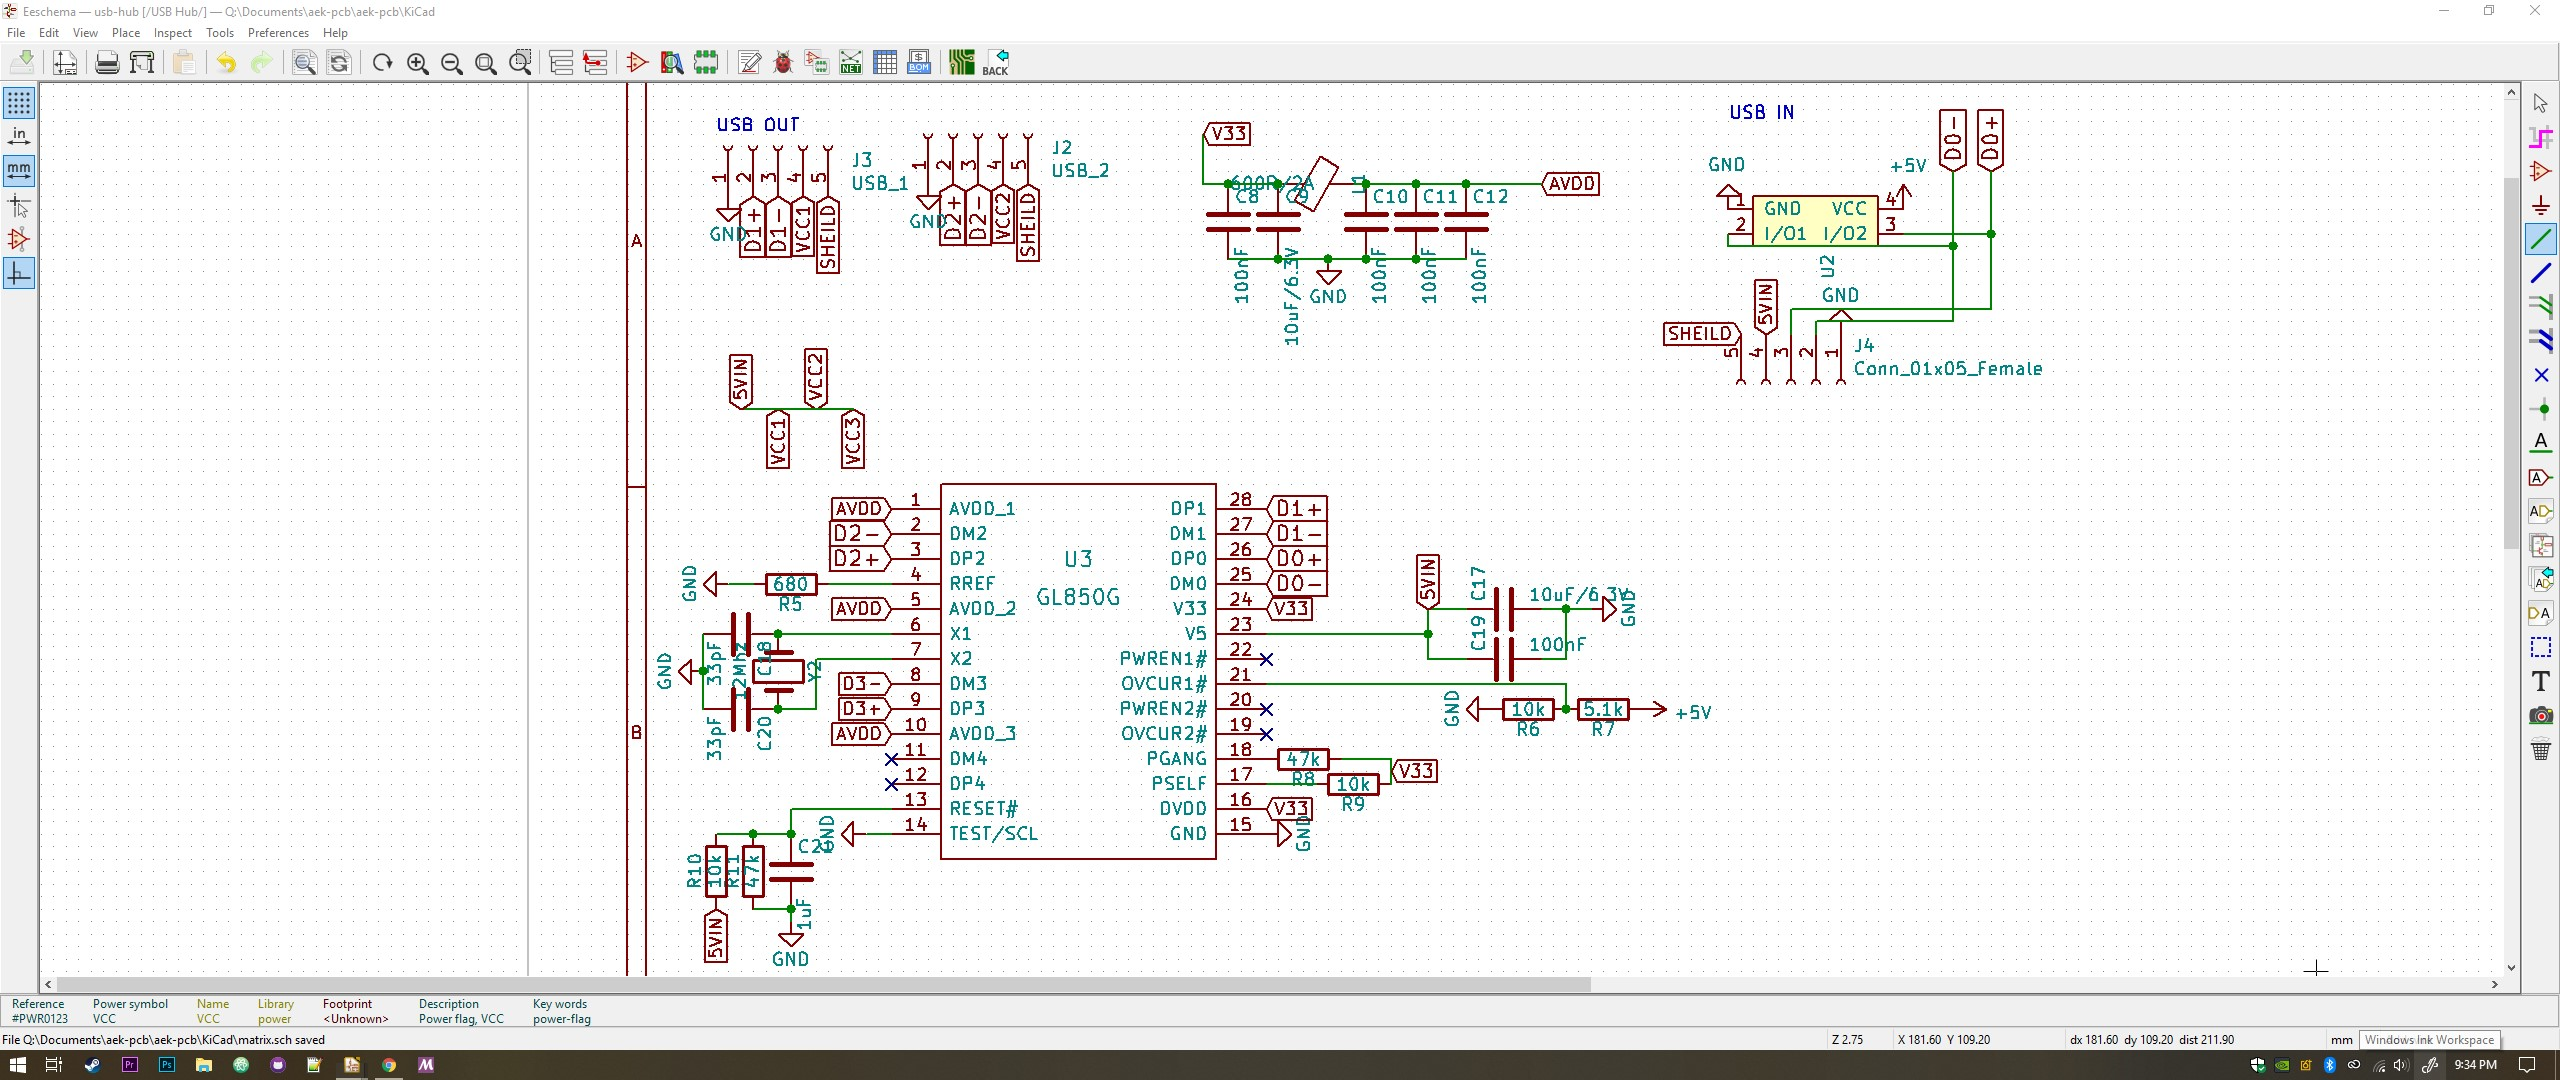 Eeschema — usb-hub [/USB Hub/] — Q:\Documents\aek-pcb\aek-pcb\KiCad
File Edit View Place Inspect Tools Preferences Help
NET BOM BACK
in
mm
USB OUT
1 2 3 4 5
J3
USB_1
GND D1+ D1- VCC1 SHEILD
1 2 3 4 5
J2
USB_2
GND D2+ D2- VCC2 SHEILD
V33
600R/2A L1 AVDD
C8 C9 C10 C11 C12
100nF 10uF/6.3V GND 100nF 100nF 100nF
USB IN
D0- D0+
GND +5V
1 GND VCC 4
2 I/O1 I/O2 3
U2
GND
5VIN
SHEILD
5 4 3 2 1
J4
Conn_01x05_Female
A
5VIN VCC2
VCC1 VCC3
U3
GL850G
AVDD 1 AVDD_1 DP1 28 D1+
D2- 2 DM2 DM1 27 D1-
D2+ 3 DP2 DP0 26 D0+
GND 680 4 RREF DM0 25 D0-
R5
AVDD 5 AVDD_2 V33 24 V33
6 X1 V5 23
7 X2 PWREN1# 22
D3- 8 DM3 OVCUR1# 21
D3+ 9 DP3 PWREN2# 20
AVDD 10 AVDD_3 OVCUR2# 19
11 DM4 PGANG 18 47k
R8
12 DP4 PSELF 17 10k
R9
V33
13 RESET# DVDD 16 V33
GND 14 TEST/SCL GND 15 GND
GND 33pF 12Mhz C18 Y2
33pF C20
B
5VIN C17 10uF/6.3V GND
C19 100nF
GND 10k 5.1k +5V
R6 R7
R10 10k R11 47k C21
1uF
5VIN GND
Reference Power symbol Name Library Footprint Description Key words
#PWR0123 VCC VCC power <Unknown> Power flag, VCC power-flag
File Q:\Documents\aek-pcb\aek-pcb\KiCad\matrix.sch saved
Z 2.75 X 181.60 Y 109.20 dx 181.60 dy 109.20 dist 211.90 mm Windows Ink Workspace
Pr Ps M 9:34 PM